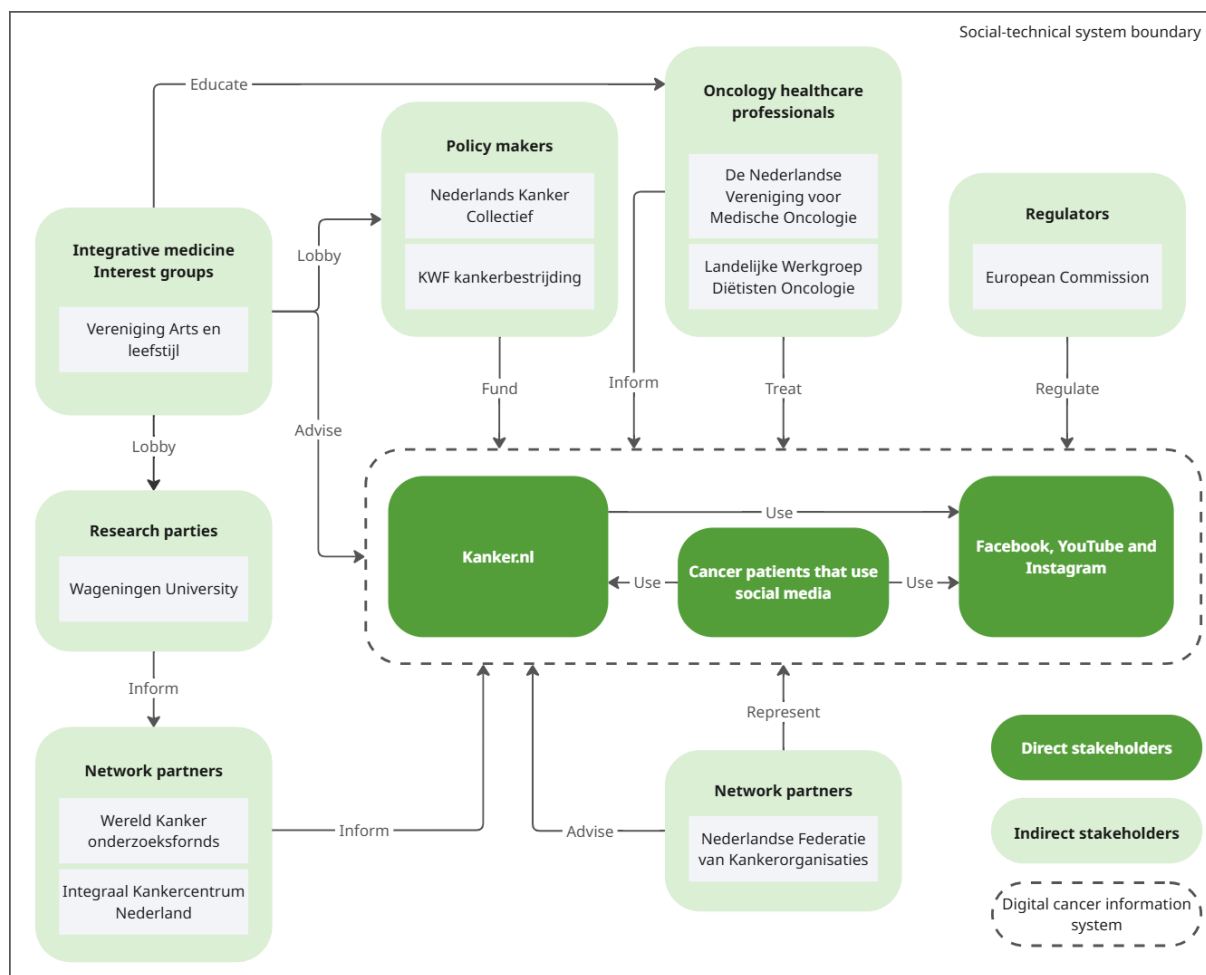 Social-technical system boundary
Educate
Oncology healthcare
professionals
De Nederlandse
Vereniging voor
Medische Oncologie
Landelijke Werkgroep
Diëtisten Oncologie
Policy makers
Nederlands Kanker
Collectief
KWF kankerbestrijding
Regulators
European Commission
Integrative medicine
Interest groups
Vereniging Arts en
leefstijl
Lobby
Fund
Inform
Treat
Regulate
Advise
Lobby
Research parties
Wageningen University
Kanker.nl
Use
Cancer patients that use
social media
Use
Use
Facebook, YouTube and
Instagram
Inform
Represent
Network partners
Wereld Kanker
onderzoeksfornds
Integraal Kankercentrum
Nederland
Inform
Advise
Network partners
Nederlandse Federatie
van Kankerorganisaties
Direct stakeholders
Indirect stakeholders
Digital cancer information
system